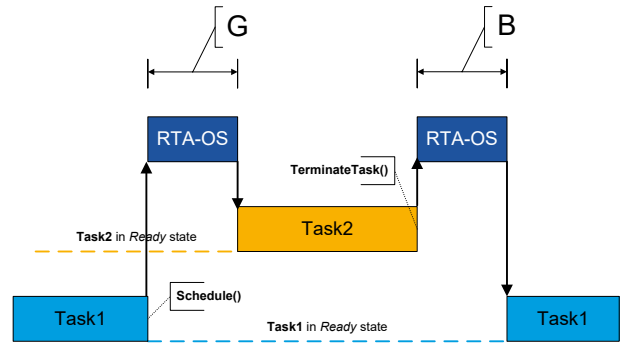 G
B
RTA-OS
RTA-OS
TerminateTask()
Task2
Task2 in Ready state
Schedule()
Task1
Task1 in Ready state
Task1